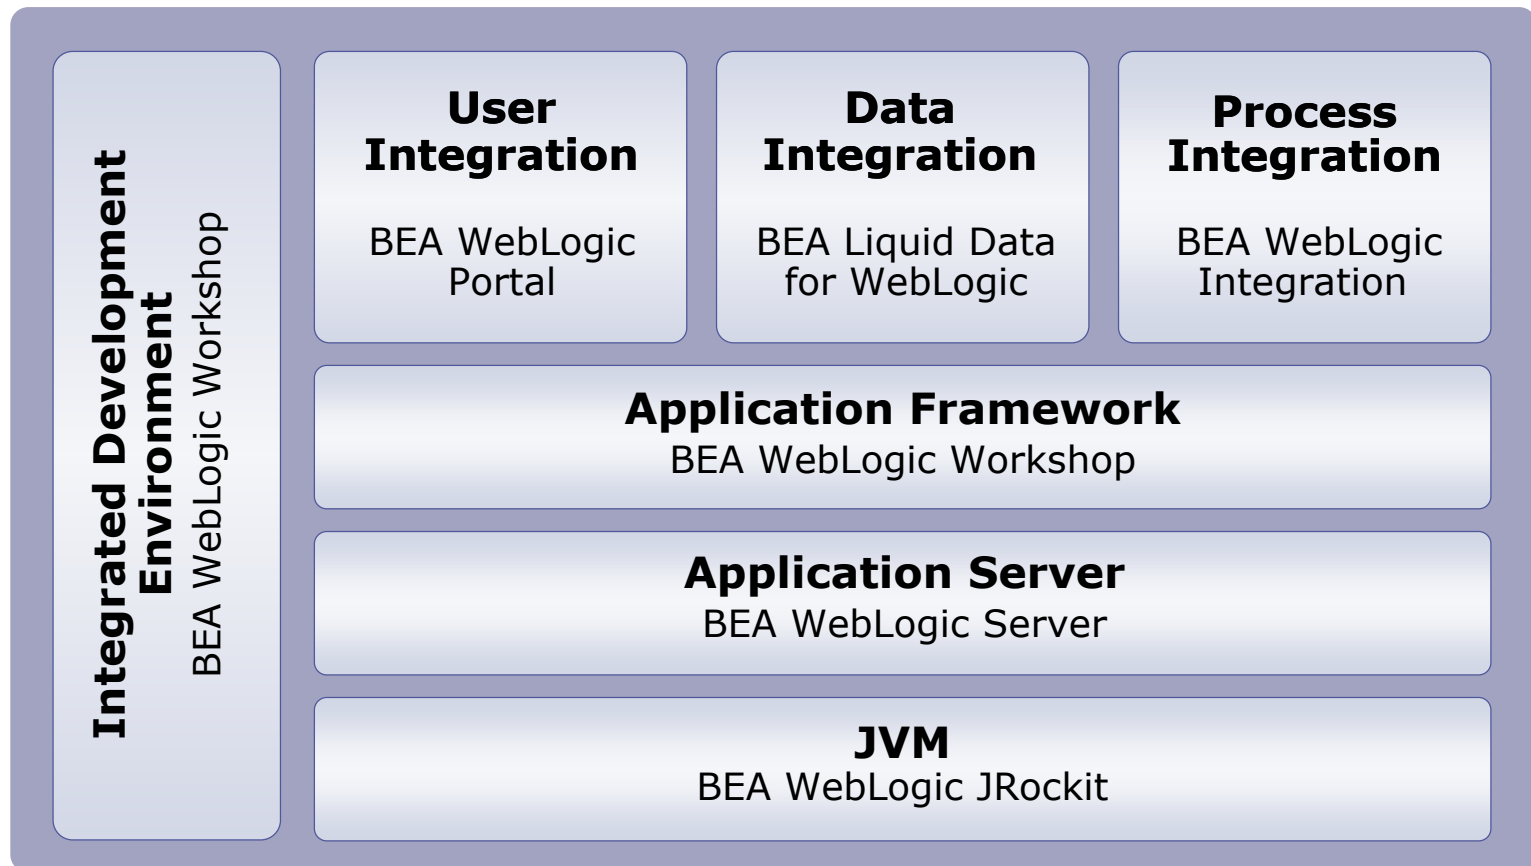 Integrated Development
Environment
BEA WebLogic Workshop
User
Integration
BEA WebLogic
Portal
Data
Integration
BEA Liquid Data
for WebLogic
Process
Integration
BEA WebLogic
Integration
Application Framework
BEA WebLogic Workshop
Application Server
BEA WebLogic Server
JVM
BEA WebLogic JRockit